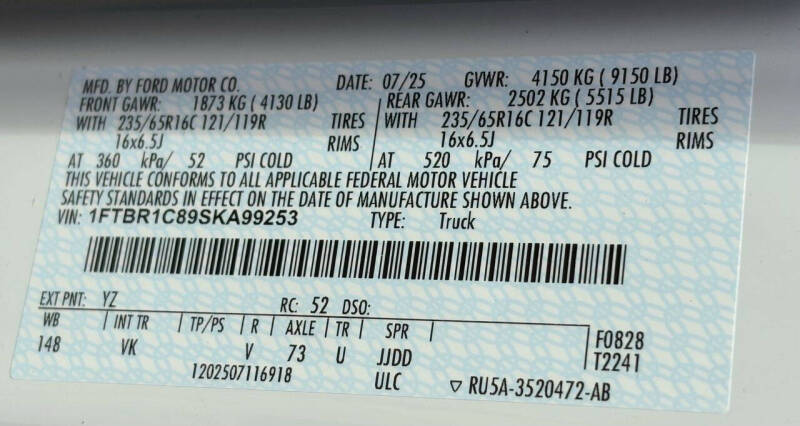 MFD. BY FORD MOTOR CO. DATE: 07/25 GVWR: 4150 KG ( 9150 LB)
FRONT GAWR: 1873 KG ( 4130 LB) REAR GAWR: 2502 KG ( 5515 LB)
WITH 235/65R16C 121/119R TIRES WITH 235/65R16C 121/119R TIRES
16x6.5J RIMS 16x6.5J RIMS
AT 360 kPa/ 52 PSI COLD AT 520 kPa/ 75 PSI COLD
THIS VEHICLE CONFORMS TO ALL APPLICABLE FEDERAL MOTOR VEHICLE
SAFETY STANDARDS IN EFFECT ON THE DATE OF MANUFACTURE SHOWN ABOVE.
VIN: 1FTBR1C89SKA99253 TYPE: Truck
EXT PNT: YZ RC: 52 DSO:
WB INT TR TP/PS R AXLE TR SPR F0828
148 VK V 73 U JJDD T2241
1202507116918 ULC ▽ RU5A-3520472-AB